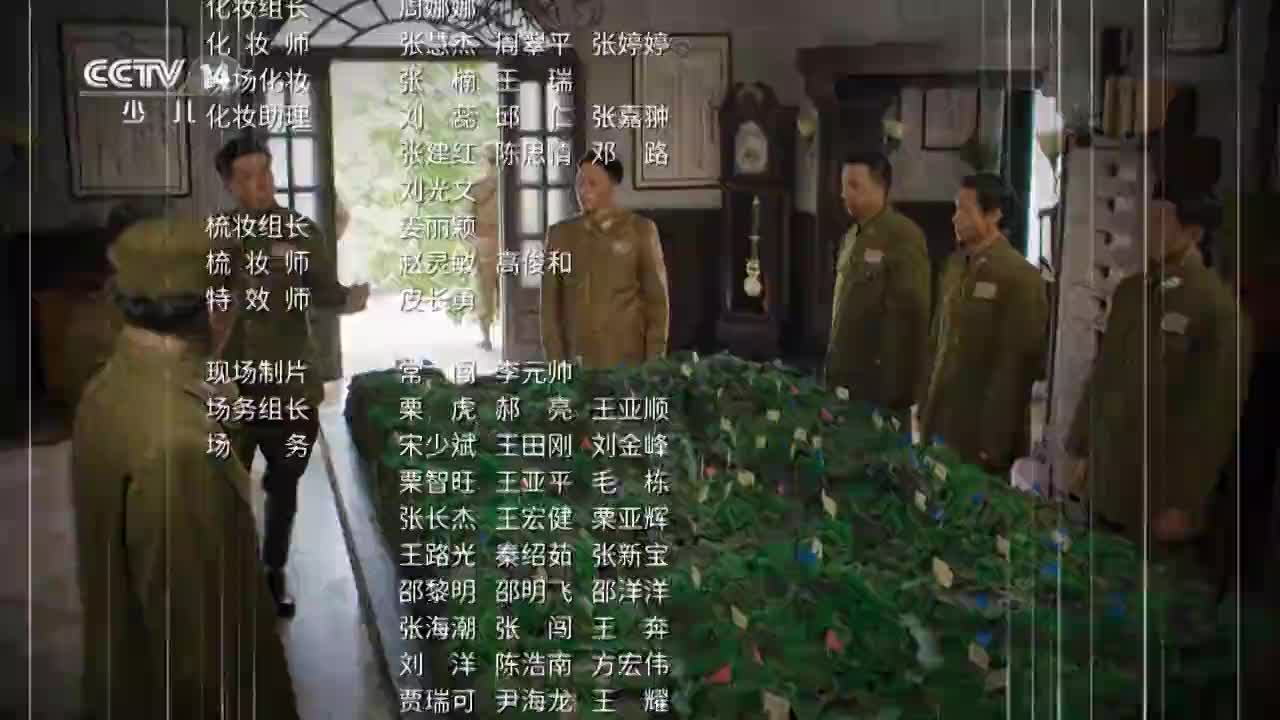 化妆组长 周娜娜
化妆师 张慧杰 周翠平 张婷婷
CCTV 14
现场化妆 张楠 王瑞
少儿
化妆助理 刘蕊 邱仁 张嘉翀
张建红 陈思情 邓路
刘光文
梳妆组长 娄丽颖
梳妆师 赵灵敏 高俊和
特效师 皮长勇
现场制片 常闯 李元帅
场务组长 栗虎 郝亮 王亚顺
场务 宋少斌 王田刚 刘金峰
栗智旺 王亚平 毛栋
张长杰 王宏健 栗亚辉
王路光 秦绍茹 张新宝
邵黎明 邵明飞 邵洋洋
张海潮 张闯 王奔
刘洋 陈浩南 方宏伟
贾瑞可 尹海龙 王耀